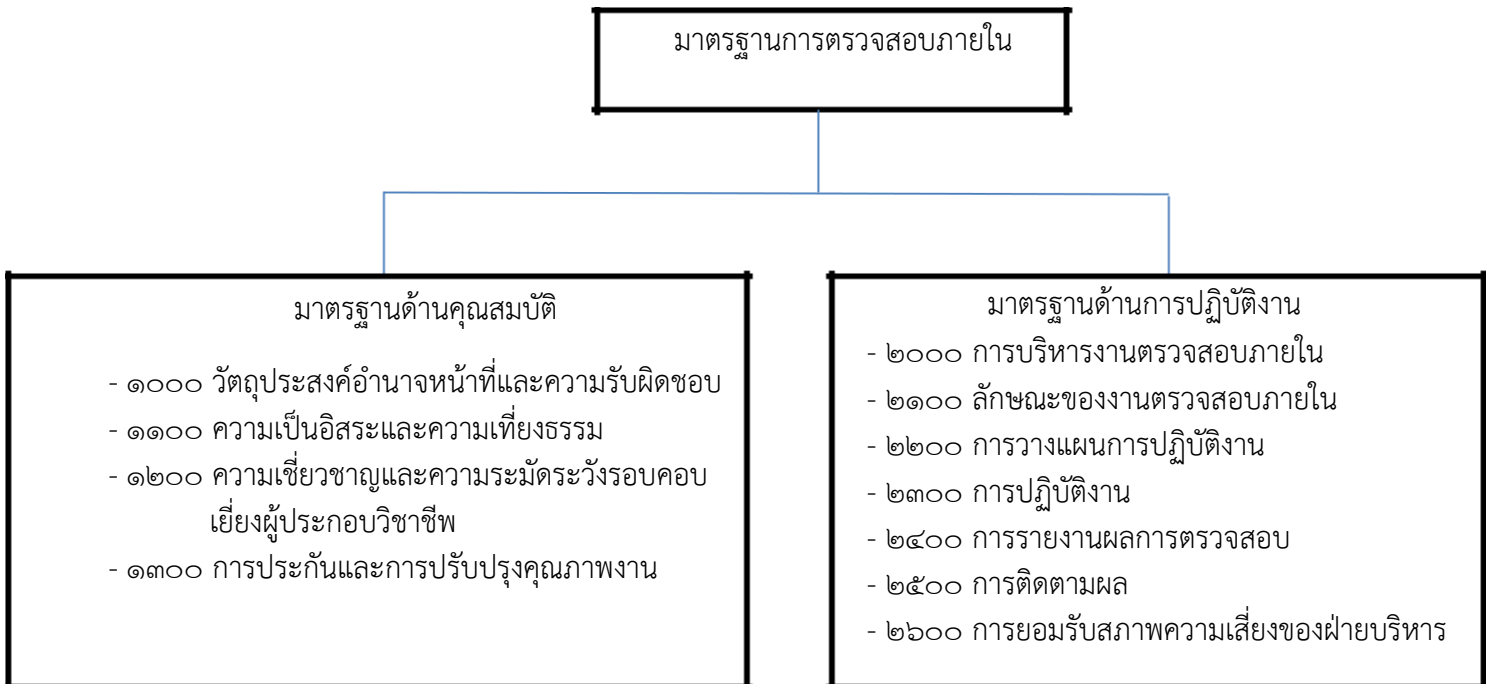 มาตรฐานการตรวจสอบภายใน
มาตรฐานด้านคุณสมบัติ
- ๑๐๐๐ วัตถุประสงค์อำนาจหน้าที่และความรับผิดชอบ
- ๑๑๐๐ ความเป็นอิสระและความเที่ยงธรรม
- ๑๒๐๐ ความเชี่ยวชาญและความระมัดระวังรอบคอบ
เยี่ยงผู้ประกอบวิชาชีพ
- ๑๓๐๐ การประกันและการปรับปรุงคุณภาพงาน
มาตรฐานด้านการปฏิบัติงาน
- ๒๐๐๐ การบริหารงานตรวจสอบภายใน
- ๒๑๐๐ ลักษณะของงานตรวจสอบภายใน
- ๒๒๐๐ การวางแผนการปฏิบัติงาน
- ๒๓๐๐ การปฏิบัติงาน
- ๒๔๐๐ การรายงานผลการตรวจสอบ
- ๒๕๐๐ การติดตามผล
- ๒๖๐๐ การยอมรับสภาพความเสี่ยงของฝ่ายบริหาร